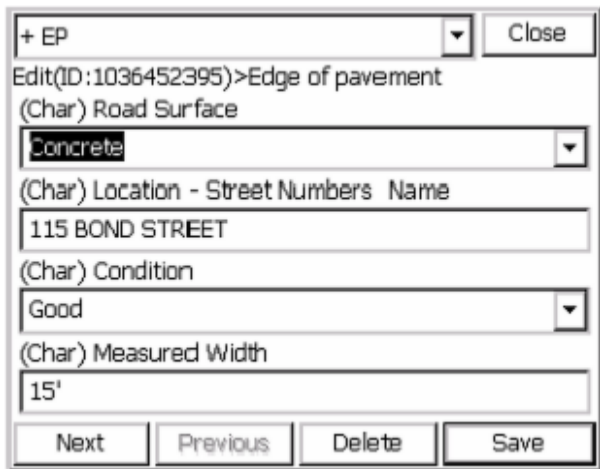 + EP Close
Edit(ID:1036452395)>Edge of pavement
(Char) Road Surface
Concrete
(Char) Location - Street Numbers Name
115 BOND STREET
(Char) Condition
Good
(Char) Measured Width
15'
Next Previous Delete Save